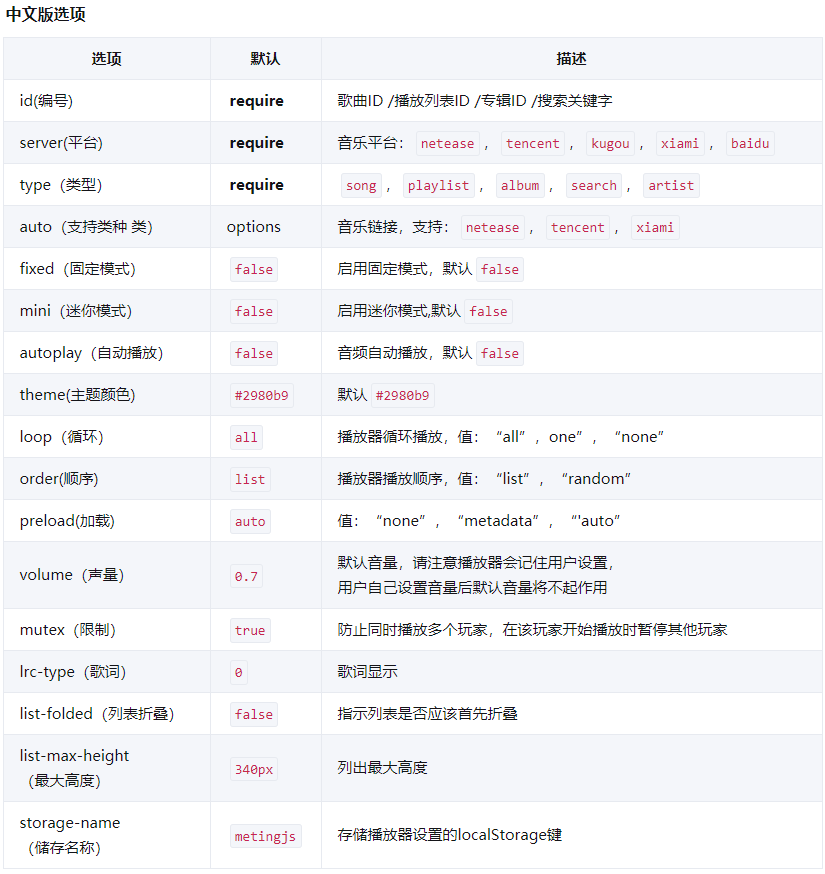 中文版选项
选项 默认 描述
id(编号) require 歌曲ID /播放列表ID /专辑ID /搜索关键字
server(平台) require 音乐平台： netease ， tencent ， kugou ， xiami ， baidu
type（类型） require song ， playlist ， album ， search ， artist
auto（支持类种 类） options 音乐链接，支持： netease ， tencent ， xiami
fixed（固定模式） false 启用固定模式，默认 false
mini（迷你模式） false 启用迷你模式,默认 false
autoplay（自动播放） false 音频自动播放，默认 false
theme(主题颜色) #2980b9 默认 #2980b9
loop（循环） all 播放器循环播放，值：“all”，one”，“none”
order(顺序) list 播放器播放顺序，值：“list”，“random”
preload(加载) auto 值：“none”，“metadata”，“'auto”
volume（声量） 0.7 默认音量，请注意播放器会记住用户设置，
用户自己设置音量后默认音量将不起作用
mutex（限制） true 防止同时播放多个玩家，在该玩家开始播放时暂停其他玩家
lrc-type（歌词） 0 歌词显示
list-folded（列表折叠） false 指示列表是否应该首先折叠
list-max-height
（最大高度） 340px 列出最大高度
storage-name
（储存名称） metingjs 存储播放器设置的localStorage键